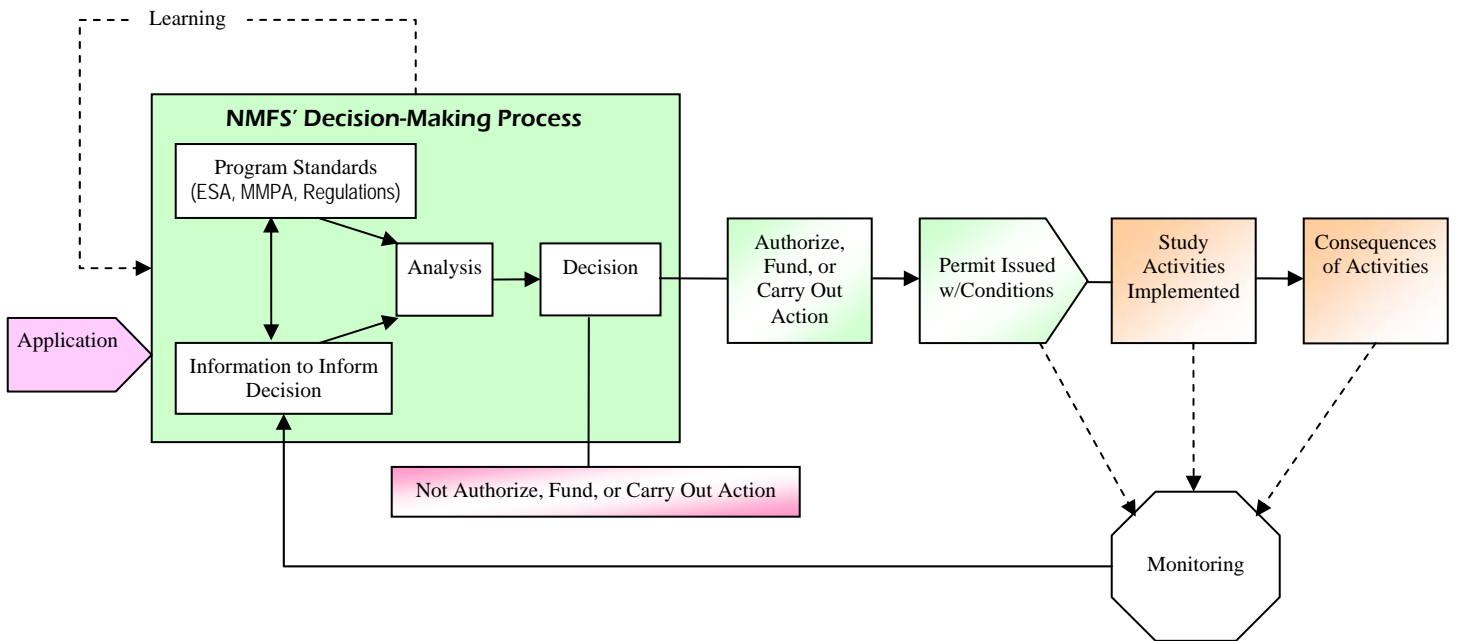 Learning
NMFS' Decision-Making Process
Program Standards
(ESA, MMPA, Regulations)
Analysis
Decision
Information to Inform
Decision
Application
Authorize,
Fund, or
Carry Out
Action
Permit Issued
w/Conditions
Study
Activities
Implemented
Consequences
of Activities
Not Authorize, Fund, or Carry Out Action
Monitoring